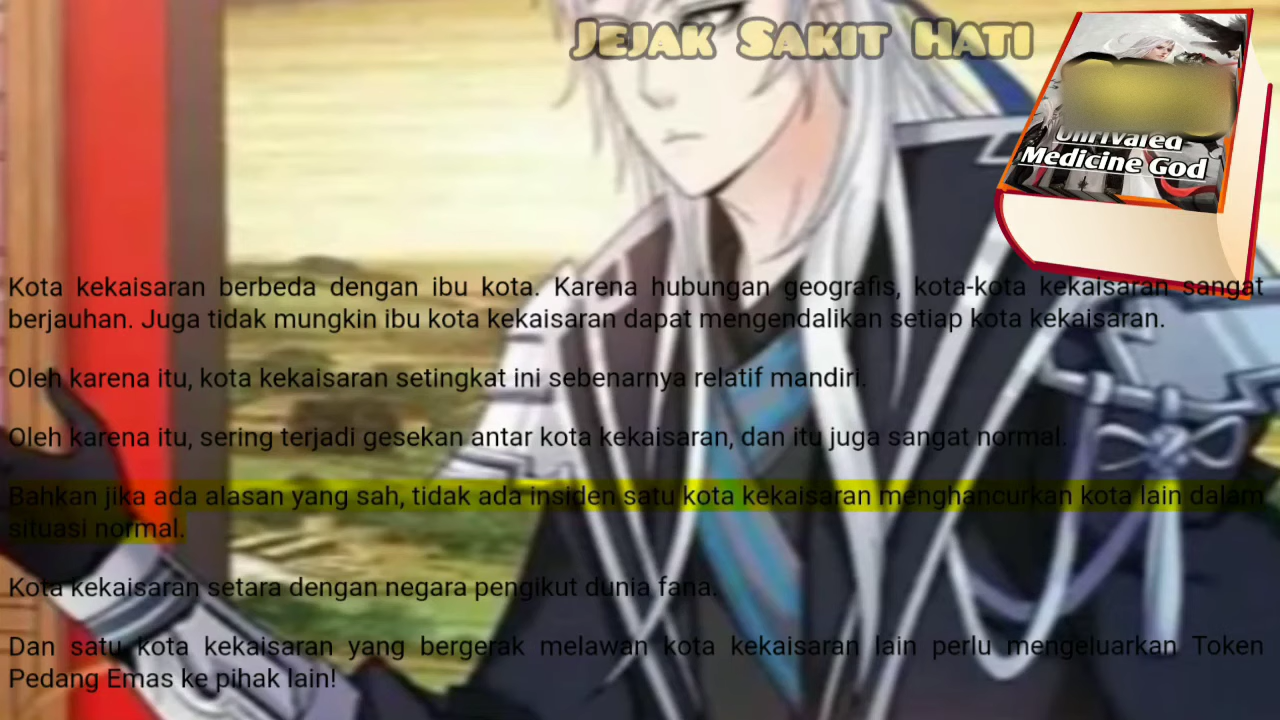 Jejak Sakit Hati
Unrivaled
Medicine God
Kota kekaisaran berbeda dengan ibu kota. Karena hubungan geografis, kota-kota kekaisaran sangat
berjauhan. Juga tidak mungkin ibu kota kekaisaran dapat mengendalikan setiap kota kekaisaran.
Oleh karena itu, kota kekaisaran setingkat ini sebenarnya relatif mandiri.
Oleh karena itu, sering terjadi gesekan antar kota kekaisaran, dan itu juga sangat normal.
Bahkan jika ada alasan yang sah, tidak ada insiden satu kota kekaisaran menghancurkan kota lain dalam
situasi normal.
Kota kekaisaran setara dengan negara pengikut dunia fana.
Dan satu kota kekaisaran yang bergerak melawan kota kekaisaran lain perlu mengeluarkan Token
Pedang Emas ke pihak lain!